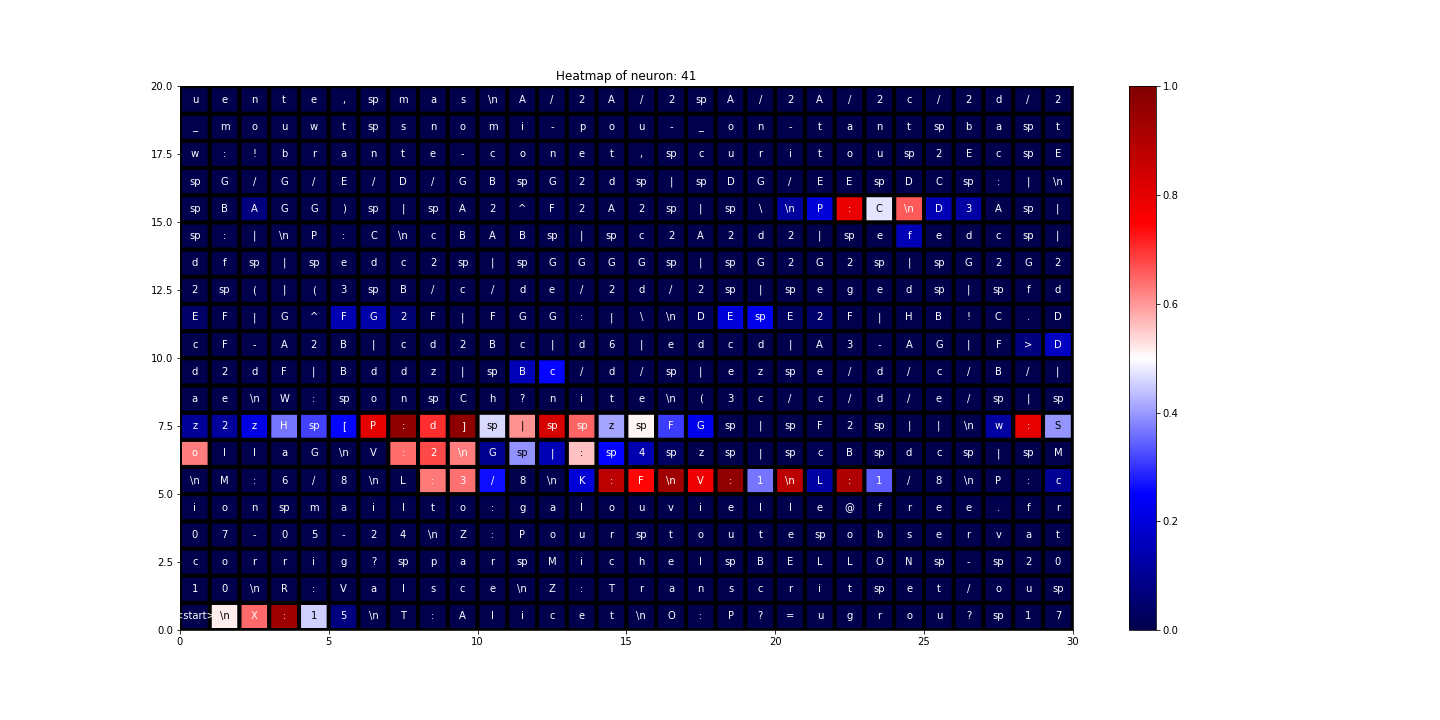 Heatmap of neuron: 41
20.0 u e n t e , sp m a s \n A / 2 A / 2 sp A / 2 A / 2 c / 2 d / 2 1.0
_ m o u w t sp s n o m i - p o u - _ o n - t a n t sp b a sp t
17.5 w : ! b r a n t e - c o n e t , sp c u r i t o u sp 2 E c sp E
sp G / G / E / D / G B sp G 2 d sp | sp D G / E E sp D C sp : | \n 0.8
15.0 sp B A G G ) sp | sp A 2 ^ F 2 A 2 sp | sp \ \n P : C \n D 3 A sp |
sp : | \n P : C \n c B A B sp | sp c 2 A 2 d 2 | sp e f e d c sp |
d f sp | sp e d c 2 sp | sp G G G G sp | sp G 2 G 2 sp | sp G 2 G 2
12.5 2 sp ( | ( 3 sp B / c / d e / 2 d / 2 sp | sp e g e d sp | sp f d 0.6
E F | G ^ F G 2 F | F G G : | \ \n D E sp E 2 F | H B ! C . D
10.0 c F - A 2 B | c d 2 B c | d 6 | e d c d | A 3 - A G | F > D
d 2 d F | B d d z | sp B c / d / sp | e z sp e / d / c / B / | 0.4
a e \n W : sp o n sp C h ? n i t e \n ( 3 c / c / d / e / sp | sp
7.5 z 2 z H sp [ P : d ] sp | sp sp z sp F G sp | sp F 2 sp | | \n w : S
o l l a G \n V : 2 \n G sp | : sp 4 sp z sp | sp c B sp d c sp | sp M
5.0 \n M : 6 / 8 \n L : 3 / 8 \n K : F \n V : 1 \n L : 1 / 8 \n P : c
i o n sp m a i l t o : g a l o u v i e l l e @ f r e e . f r 0.2
0 7 - 0 5 - 2 4 \n Z : P o u r sp t o u t e sp o b s e r v a t
2.5 c o r r i g ? sp p a r sp M i c h e l sp B E L L O N sp - sp 2 0
1 0 \n R : V a l s c e \n Z : T r a n s c r i t sp e t / o u sp
0.0 <start> \n X : 1 5 \n T : A l i c e t \n O : P ? = u g r o u ? sp 1 7 0.0
0 5 10 15 20 25 30